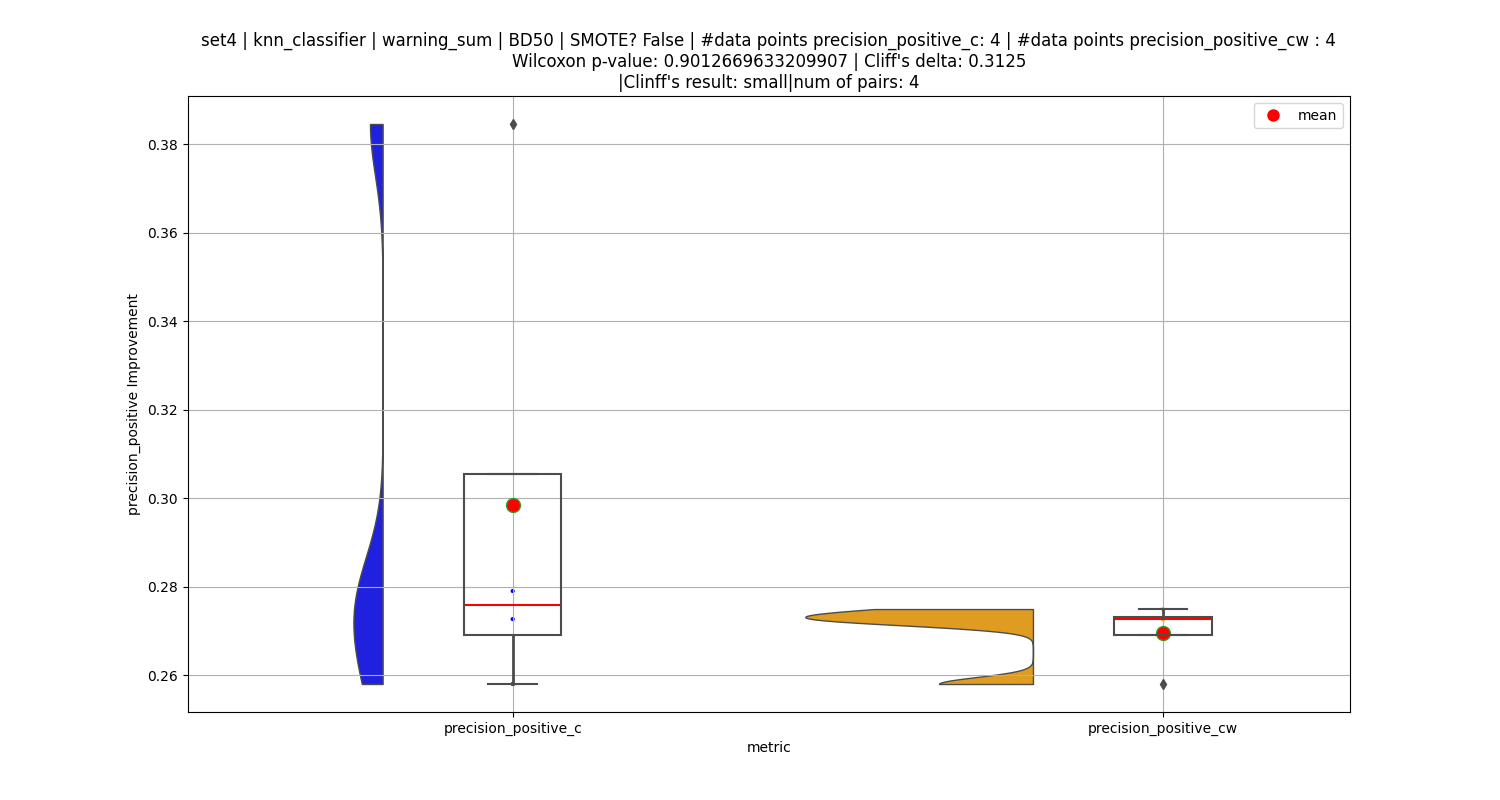 set4 | knn_classifier | warning_sum | BD50 | SMOTE? False | #data points precision_positive_c: 4 | #data points precision_positive_cw : 4
Wilcoxon p-value: 0.9012669633209907 | Cliff's delta: 0.3125
|Clinff's result: small|num of pairs: 4
mean
0.38
0.36
0.34
0.32
0.30
0.28
0.26
precision_positive Improvement
precision_positive_c
precision_positive_cw
metric